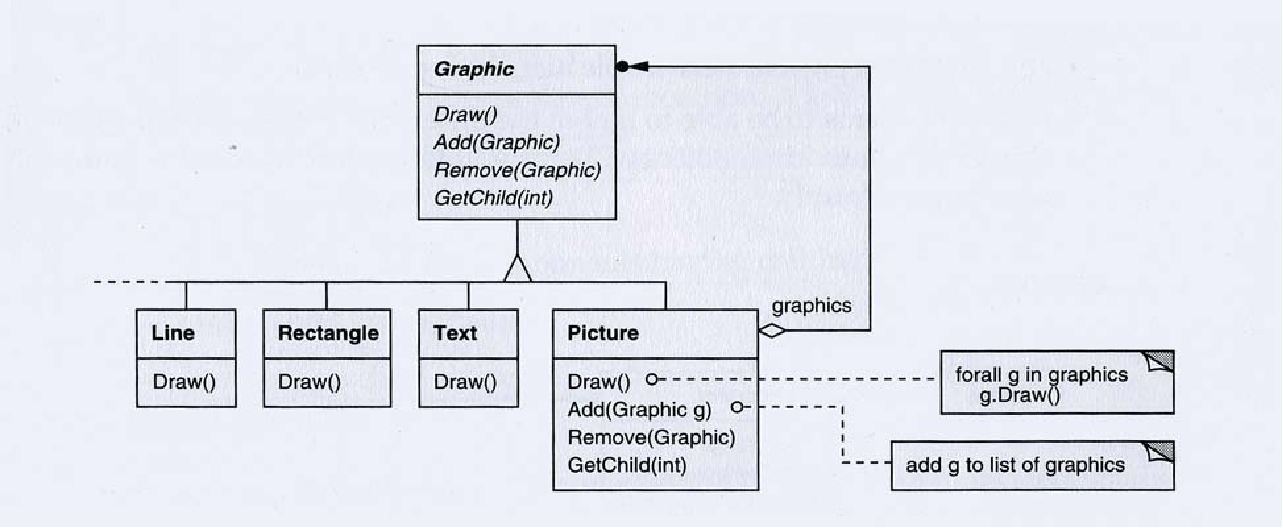 Graphic
Draw()
Add(Graphic)
Remove(Graphic)
GetChild(int)
graphics
Line
Draw()
Rectangle
Draw()
Text
Draw()
Picture
Draw()
Add(Graphic g)
Remove(Graphic)
GetChild(int)
forall g in graphics
g.Draw()
add g to list of graphics